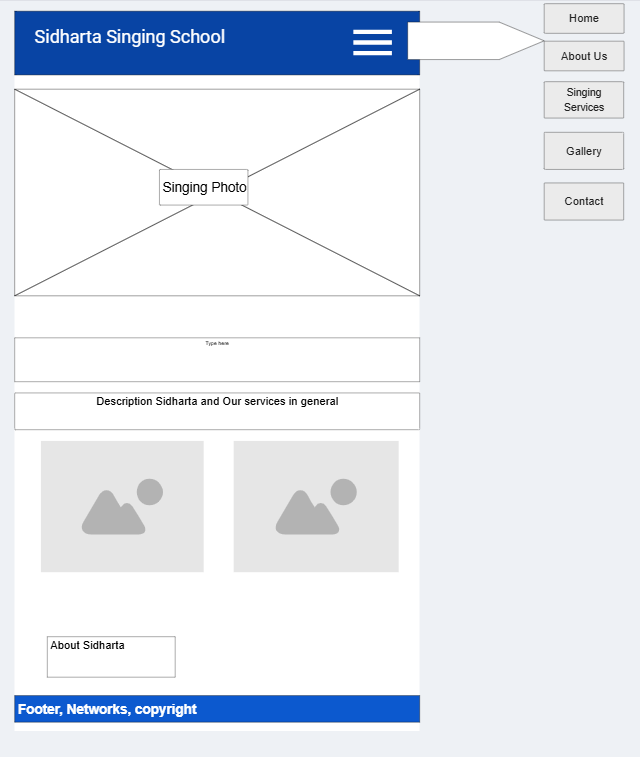 Sidharta Singing School
Home
About Us
Singing
Services
Gallery
Contact
Singing Photo
Type here
Description Sidharta and Our services in general
About Sidharta
Footer, Networks, copyright